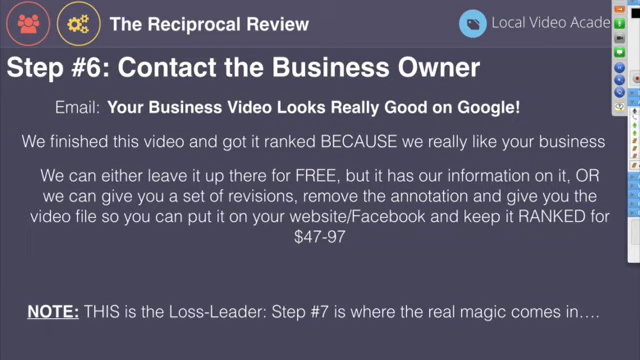 The Reciprocal Review
Local Video Acade
Step #6: Contact the Business Owner
Email: Your Business Video Looks Really Good on Google!
We finished this video and got it ranked BECAUSE we really like your business
We can either leave it up there for FREE, but it has our information on it, OR
we can give you a set of revisions, remove the annotation and give you the
video file so you can put it on your website/Facebook and keep it RANKED for
$47-97
NOTE: THIS is the Loss-Leader: Step #7 is where the real magic comes in....